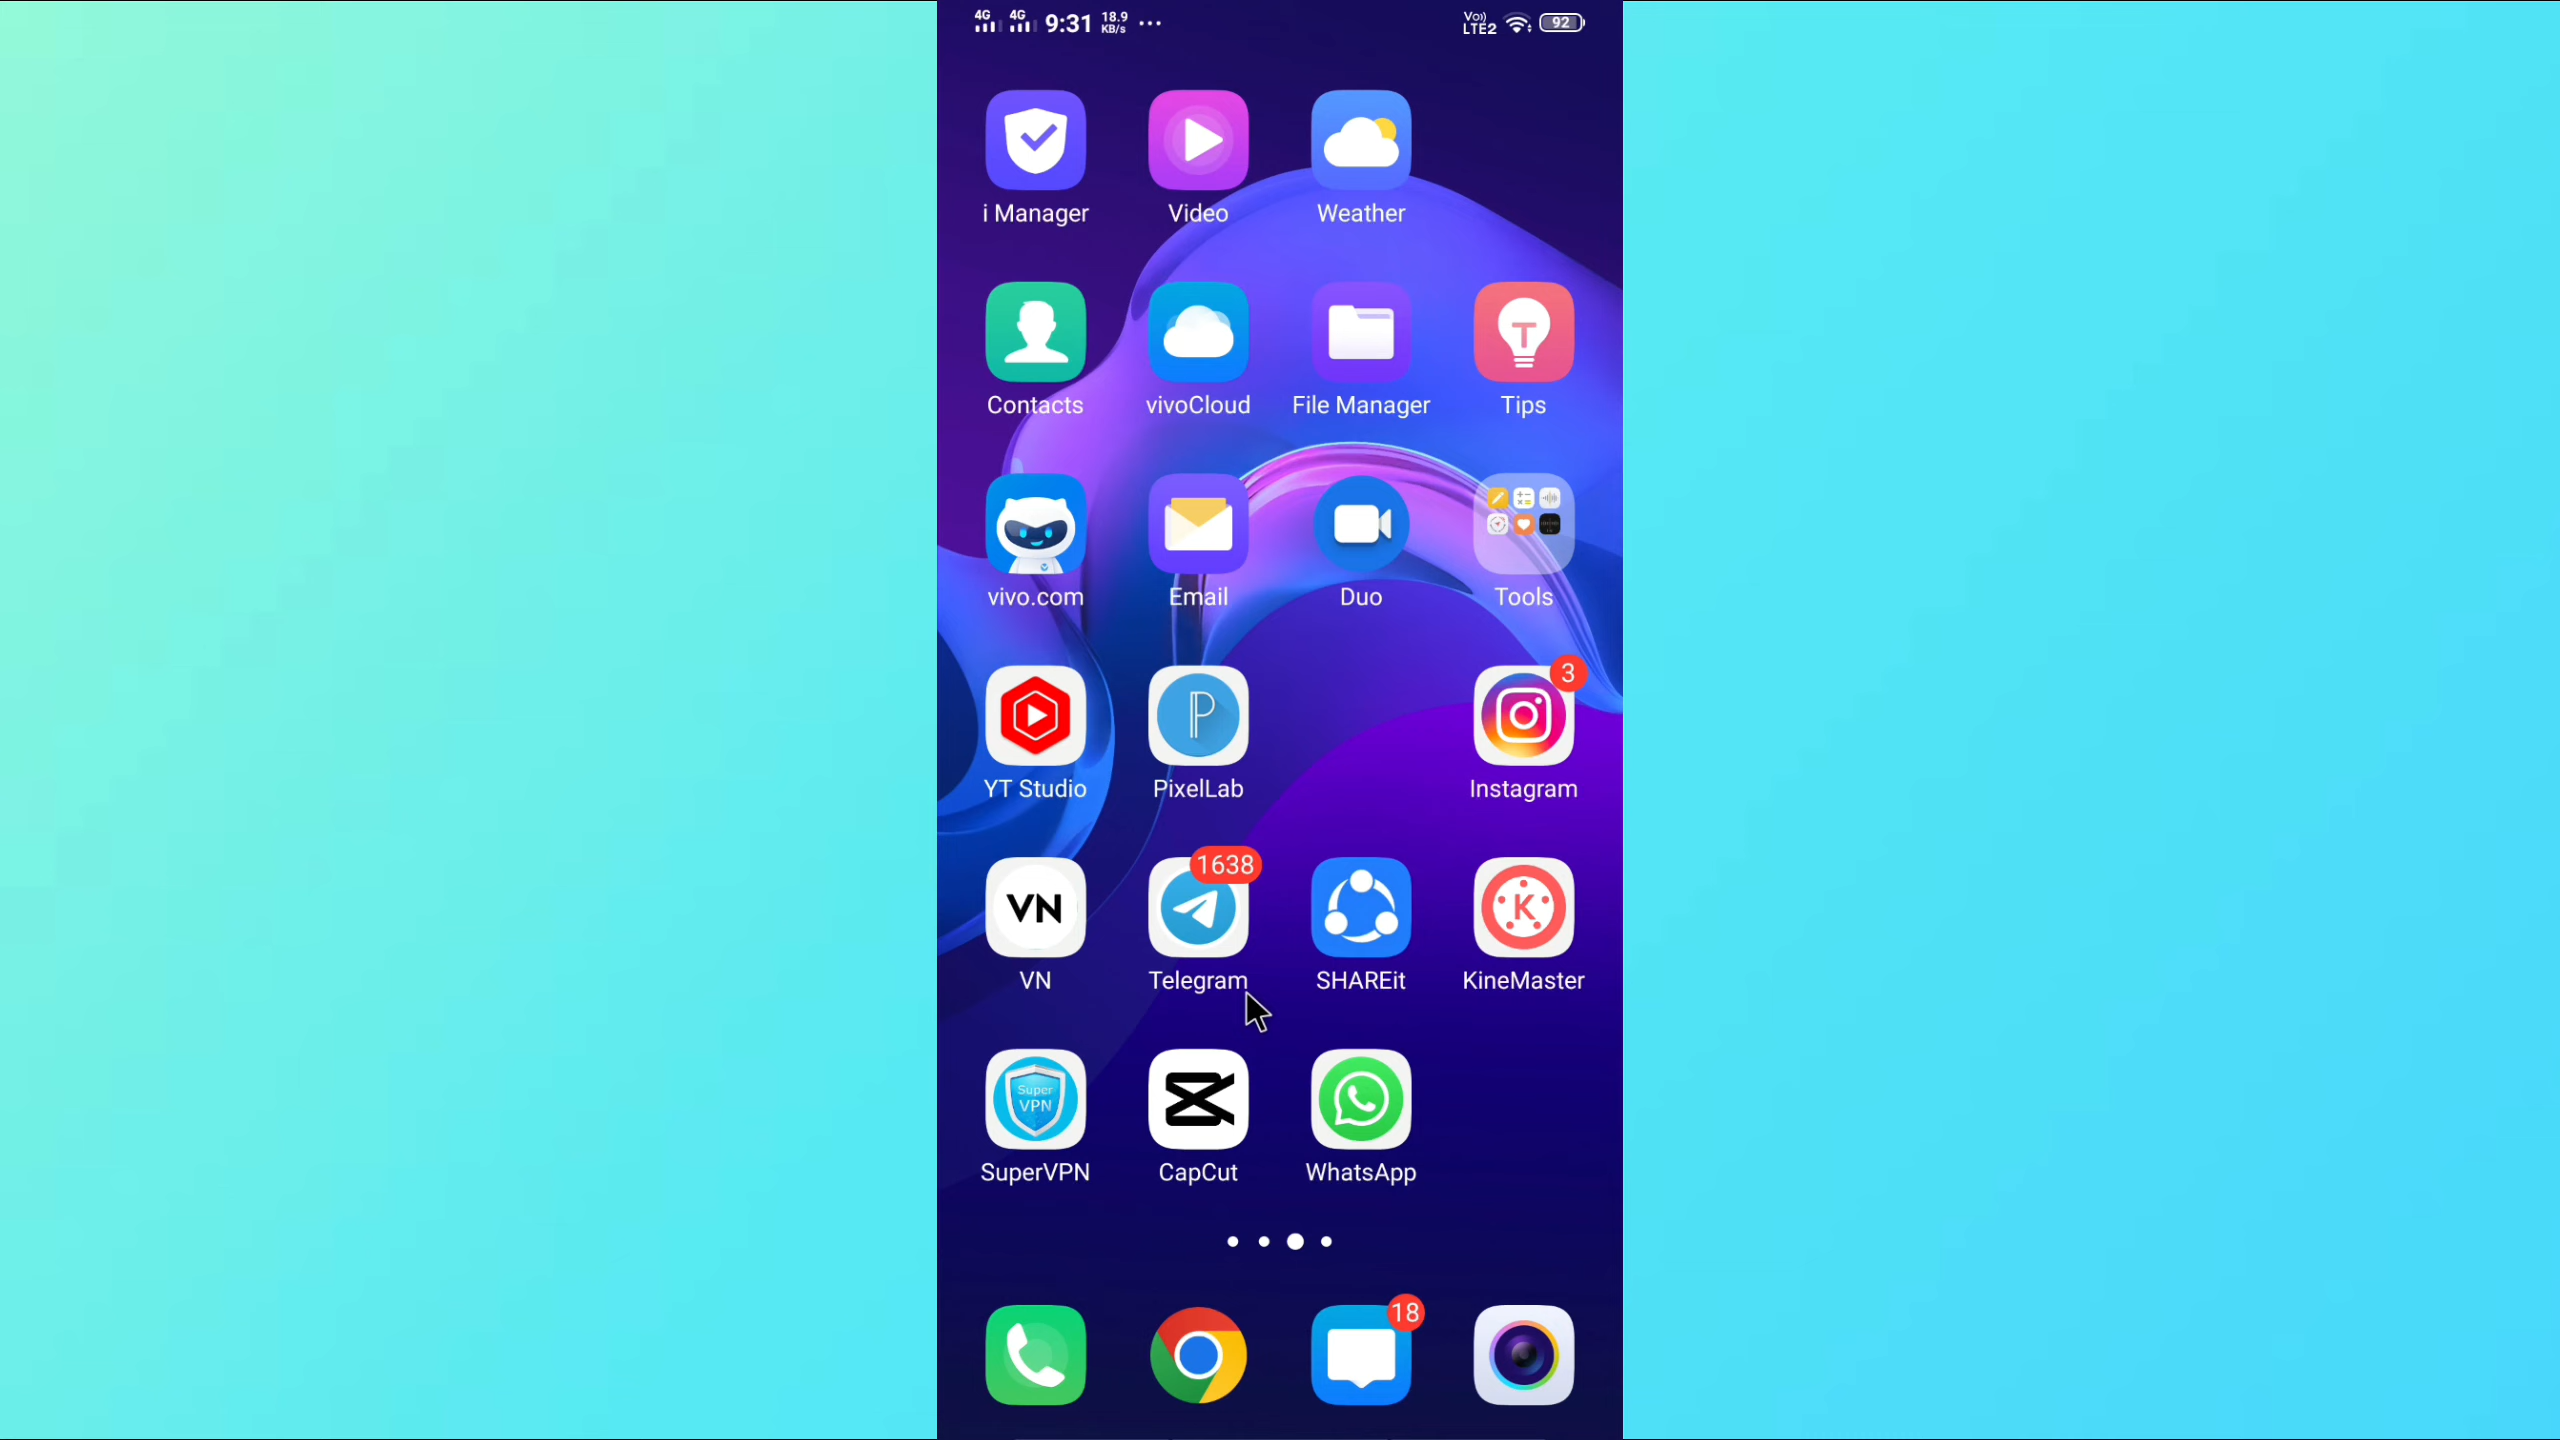 4G 4G 9:31 18.9 KB/s ... Vo)) LTE2 92
i Manager Video Weather
T
Contacts vivoCloud File Manager Tips
vivo.com Email Duo Tools
P 3
YT Studio PixelLab Instagram
1638
VN K
VN Telegram SHAREit KineMaster
Super
VPN
SuperVPN CapCut WhatsApp
18